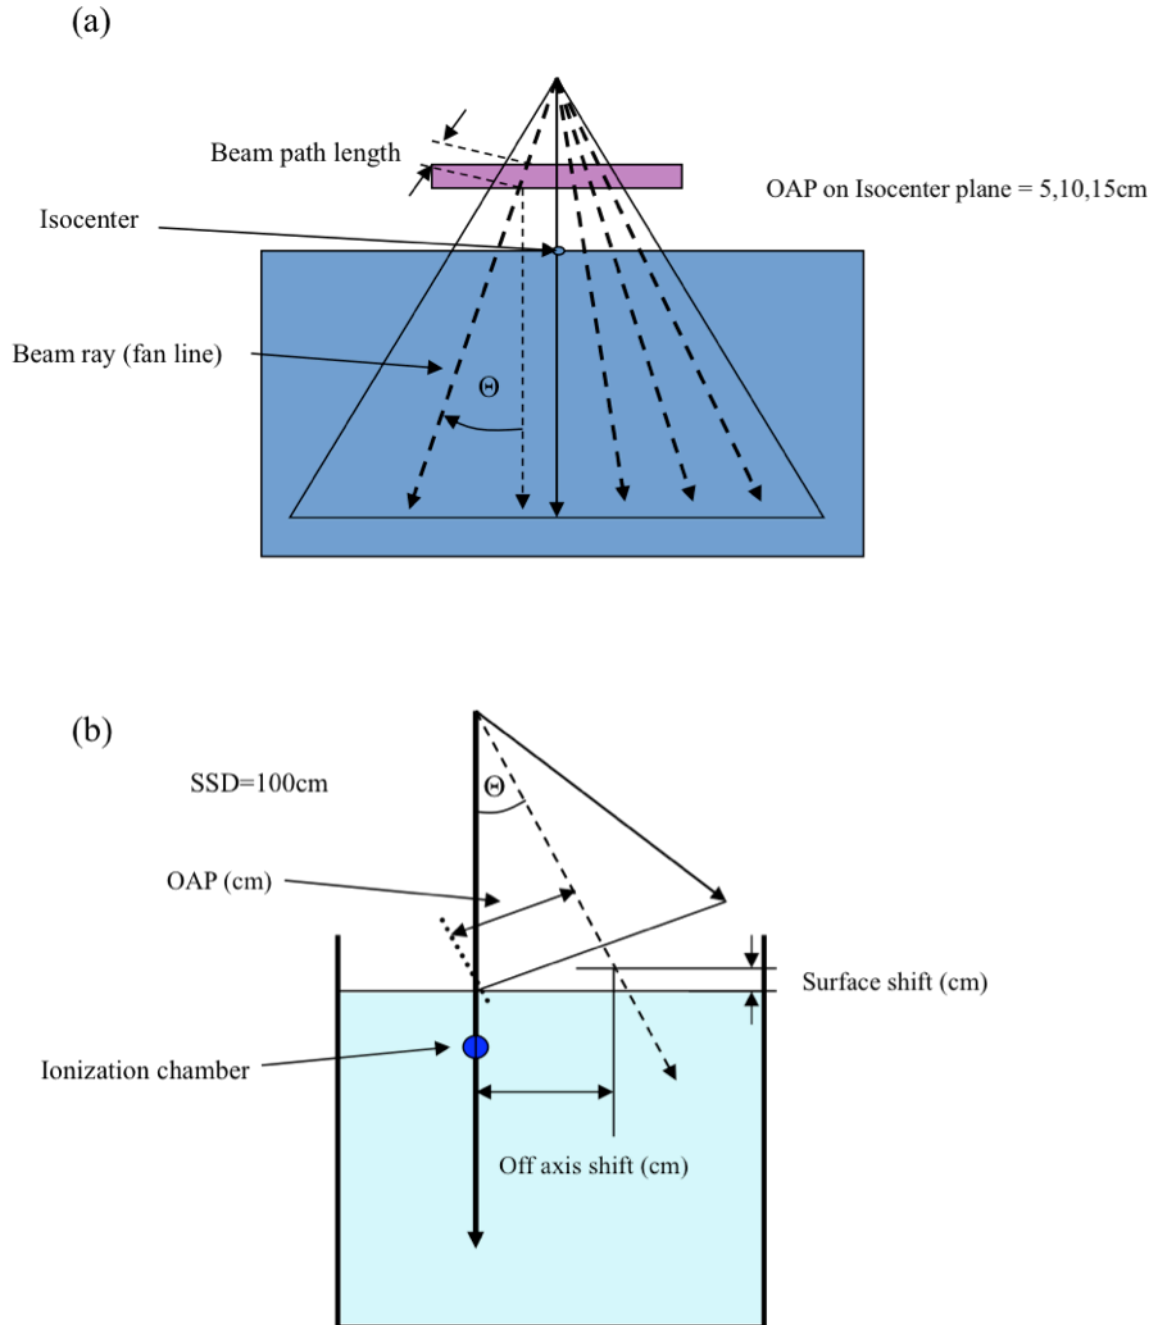 (a)
Beam path length
OAP on Isocenter plane = 5,10,15cm
Isocenter
Beam ray (fan line)
Θ
(b)
SSD=100cm
Θ
OAP (cm)
Surface shift (cm)
Ionization chamber
Off axis shift (cm)